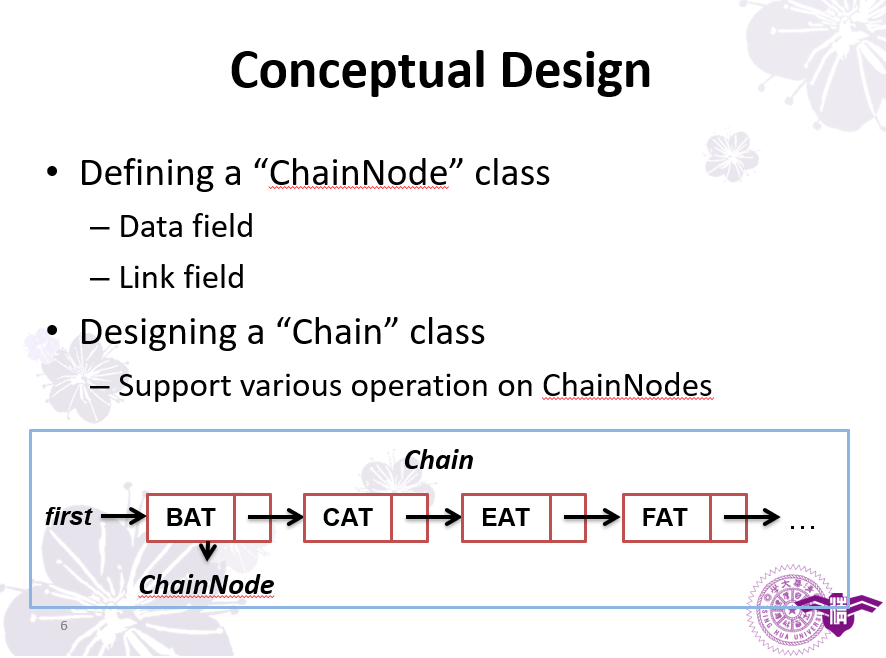 Conceptual Design
• Defining a “ChainNode” class
– Data field
– Link field
• Designing a “Chain” class
– Support various operation on ChainNodes
Chain
first BAT CAT EAT FAT …
ChainNode
6